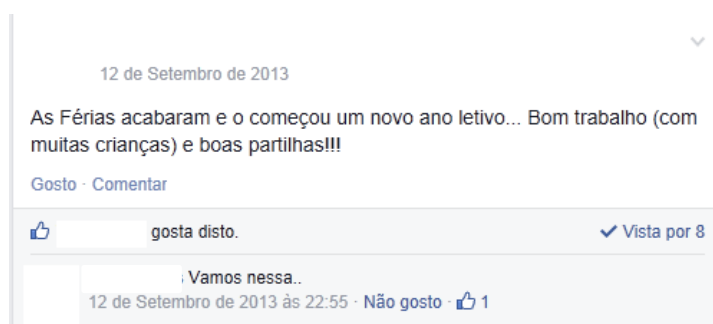 12 de Setembro de 2013
As Férias acabaram e o começou um novo ano letivo... Bom trabalho (com
muitas crianças) e boas partilhas!!!
Gosto · Comentar
gosta disto.
Vista por 8
Vamos nessa..
12 de Setembro de 2013 às 22:55 · Não gosto · 1